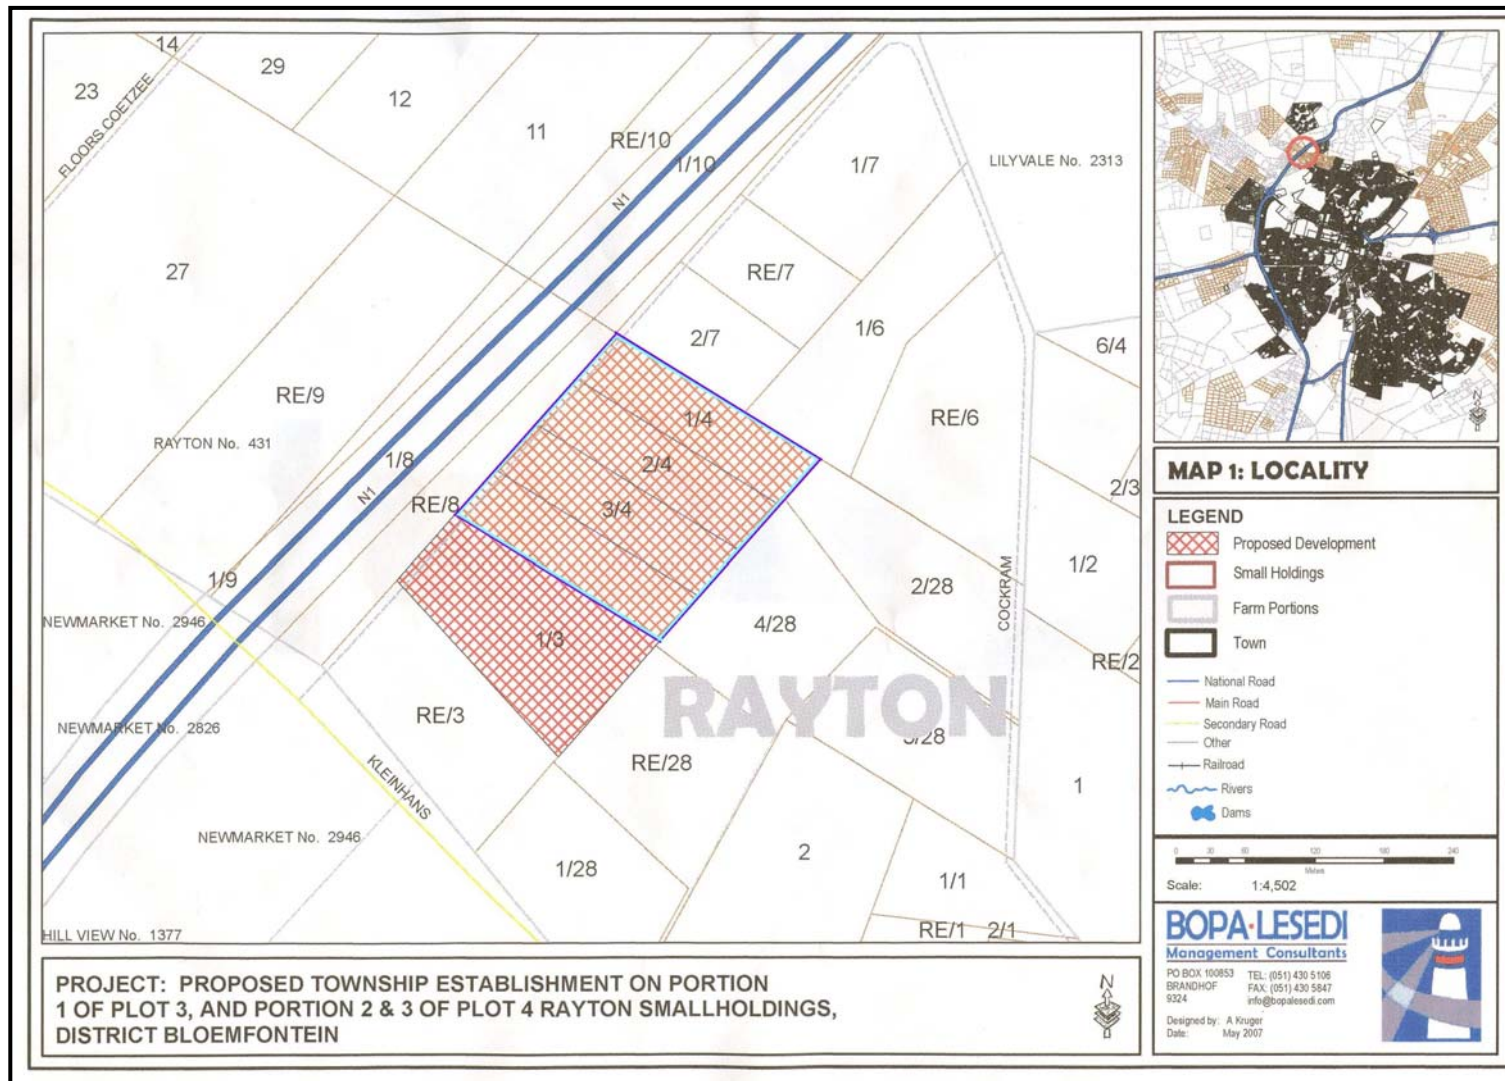 14
29
23
12
11
FLOORS COETZEE
RE/10
1/10
1/7
LILYVALE No. 2313
N1
27
RE/7
2/7
1/6
6/4
RE/9
1/4
RE/6
RAYTON No. 431
1/8
2/4
2/3
N1
RE/8
3/4
1/9
2/28
1/2
COCKRAM
NEWMARKET No. 2946
1/3
4/28
RE/2
RAYTON
RE/3
NEWMARKET No. 2826
/28
RE/28
KLEINHANS
1
NEWMARKET No. 2946
2
1/28
1/1
HILL VIEW No. 1377
RE/1
2/1
N
MAP 1: LOCALITY
LEGEND
Proposed Development
Small Holdings
Farm Portions
Town
National Road
Main Road
Secondary Road
Other
Railroad
Rivers
Dams
0 30 60 120 180 240
Meters
Scale: 1:4,502
BOPA·LESEDI
Management Consultants
PO BOX 100853
BRANDHOF
9324
TEL: (051) 430 5106
FAX: (051) 430 5847
info@bopalesedi.com
Designed by: A Kruger
Date: May 2007
PROJECT: PROPOSED TOWNSHIP ESTABLISHMENT ON PORTION
1 OF PLOT 3, AND PORTION 2 & 3 OF PLOT 4 RAYTON SMALLHOLDINGS,
DISTRICT BLOEMFONTEIN
N